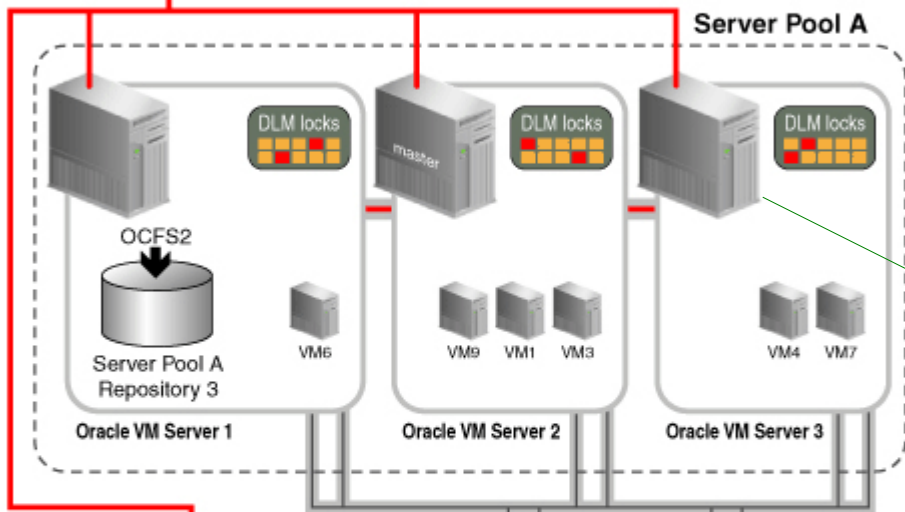 Server Pool A
DLM locks
DLM locks
DLM locks
master
OCFS2
Server Pool A
Repository 3
VM6
VM9
VM1
VM3
VM4
VM7
Oracle VM Server 1
Oracle VM Server 2
Oracle VM Server 3